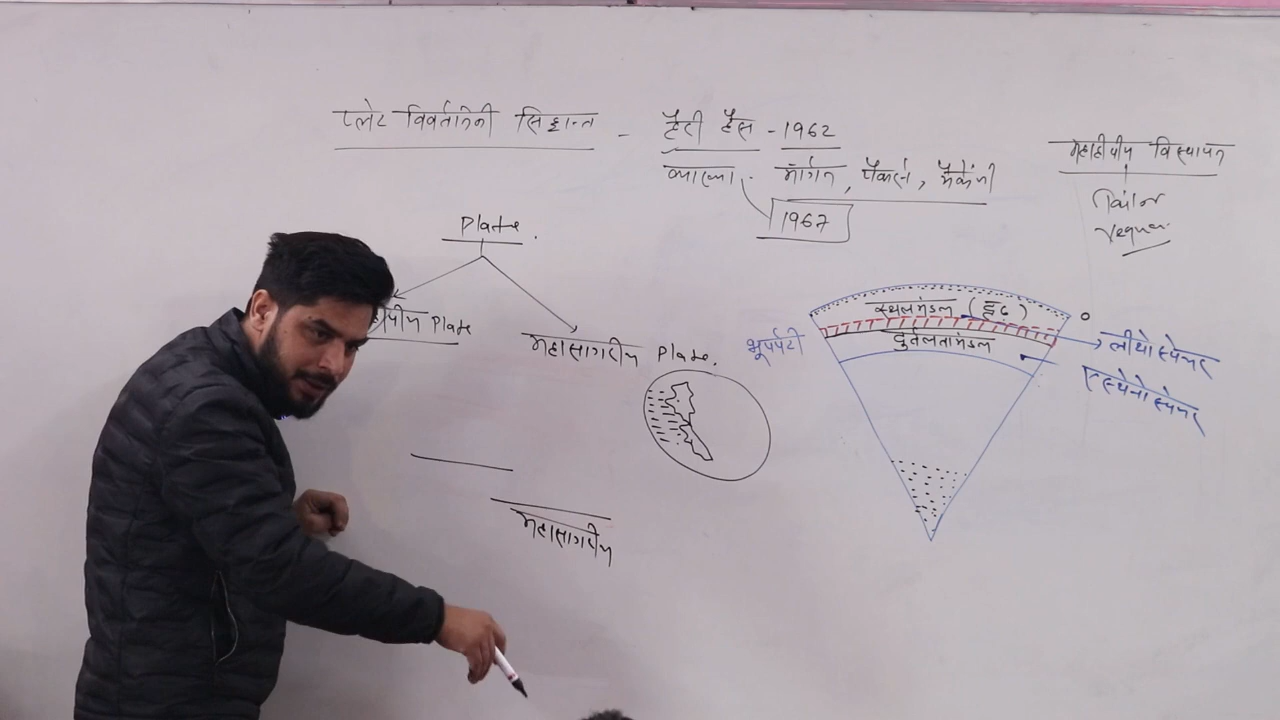 प्लेट विवर्तनिकी सिद्धान्त - हैरी हैस - 1962
व्याख्या - मॉर्गन, पार्कर, मैकेंजी
1967
महाद्वीपीय विस्थापन
Plate.
पीय Plate
महासागरीय Plate.
महासागरीय
स्थलमंडल (दृढ़)
दुर्बलतामंडल
भूपर्पटी
लीथोस्फेयर
एस्थेनोस्फेयर